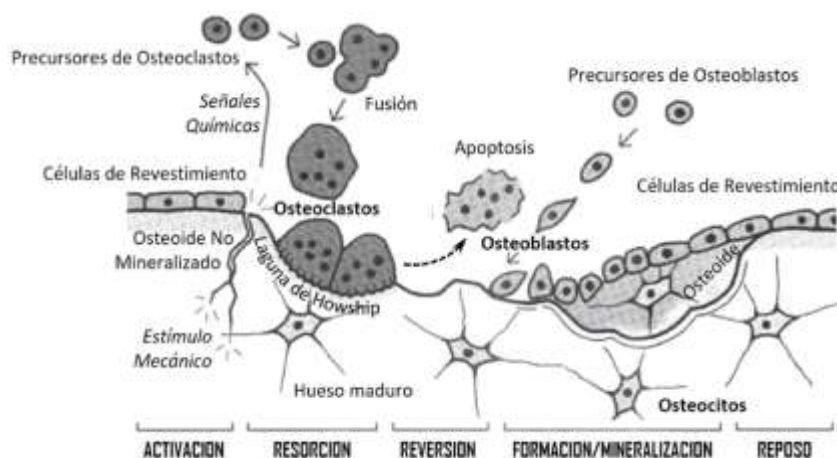 Precursores de Osteoclastos
Fusión
Precursores de Osteoblastos
Señales
Químicas
Apoptosis
Células de Revestimiento
Células de Revestimiento
Osteoclastos
Osteoblastos
Osteoide No
Mineralizado
Laguna de Howship
Osteoide
Estímulo
Mecánico
Hueso maduro
Osteocitos
ACTIVACION
RESORCION
REVERSION
FORMACION/MINERALIZACION
REPOSO